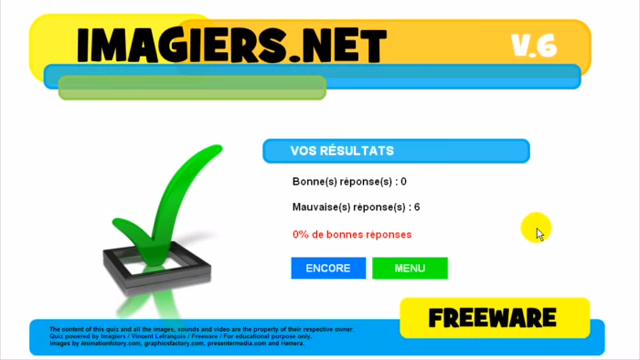 IMAGIERS.NET
V.6
VOS RÉSULTATS
Bonne(s) réponse(s) : 0
Mauvaise(s) réponse(s) : 6
0% de bonnes réponses
ENCORE
MENU
FREEWARE
The content of this quiz and all the images, sounds and video are the property of their respective owner.
Quiz powered by Imagiers / Vincent Lefrançois / Freeware / For educational purpose only.
Images by Animationfctory.com, graphicsfactory.com, presentermedia.com and Hemera.